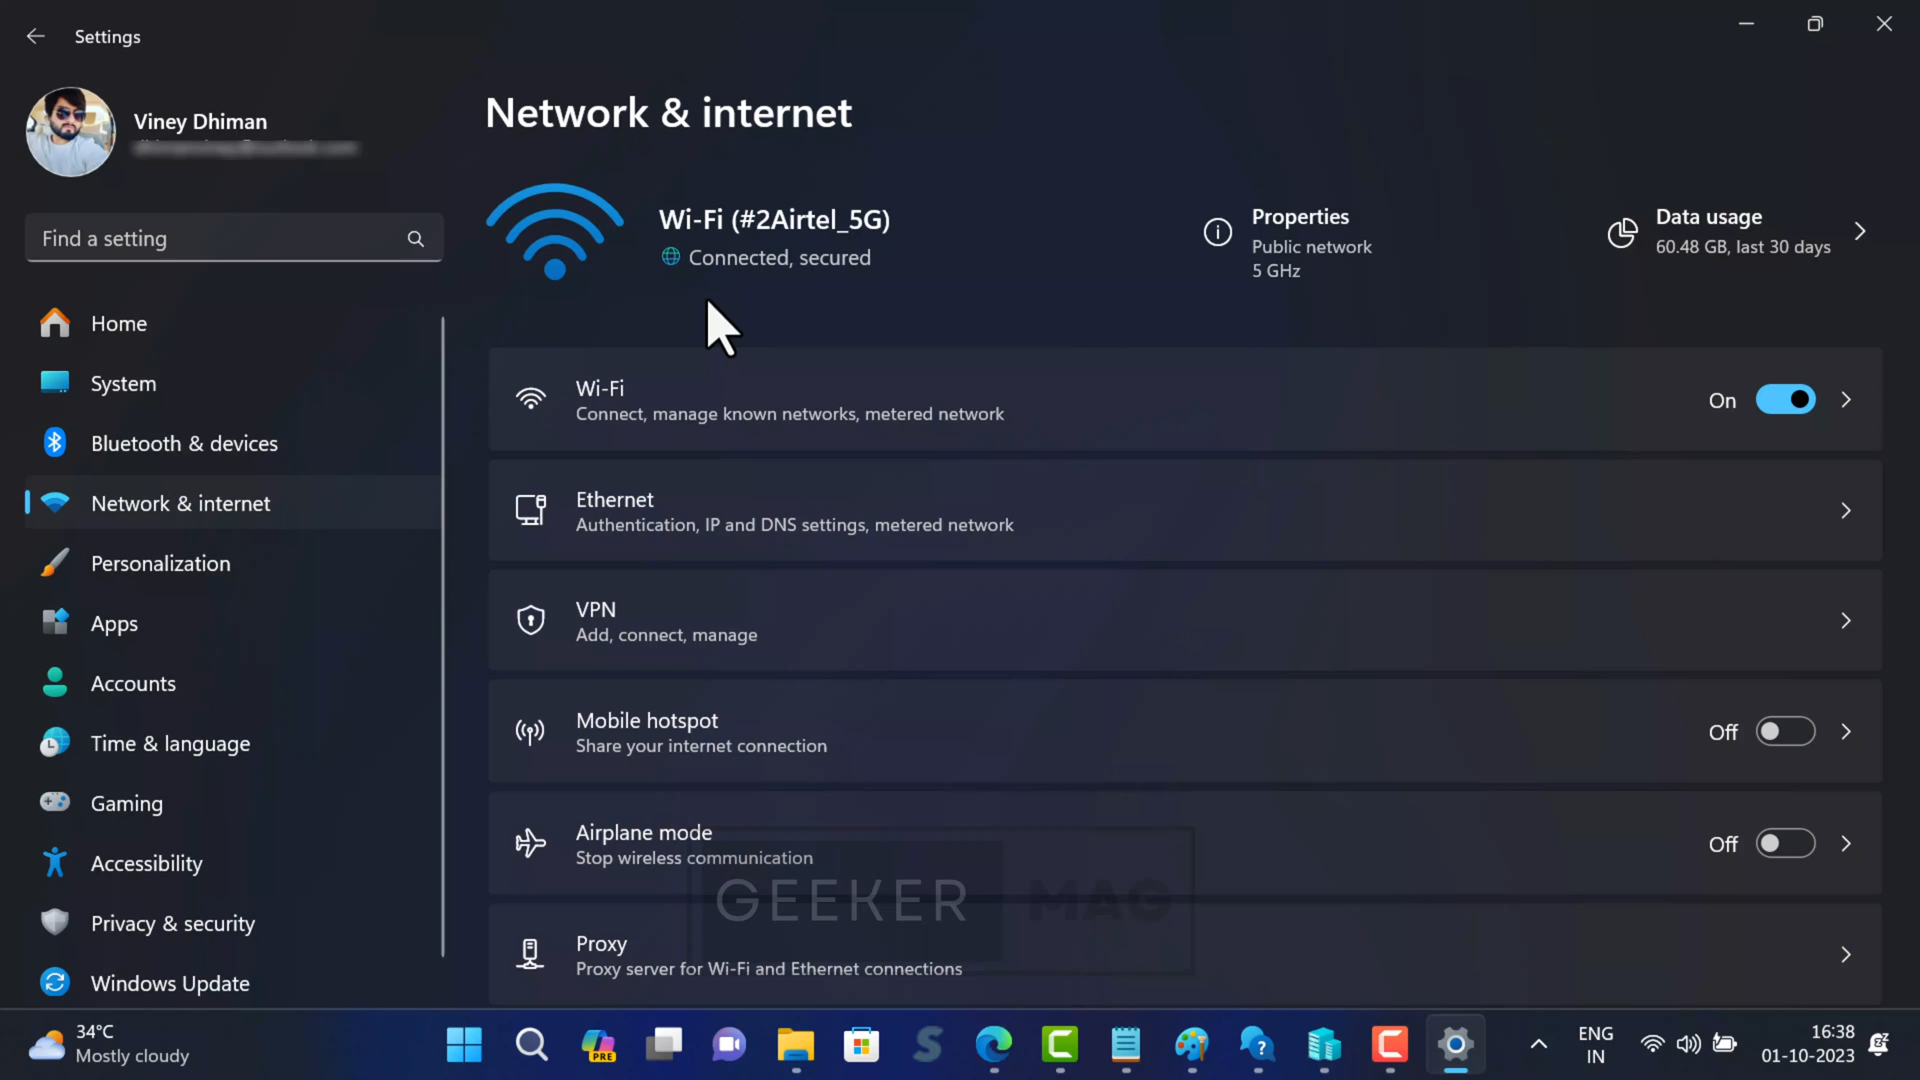 Settings
Viney Dhiman
Find a setting
Home
System
Bluetooth & devices
Network & internet
Personalization
Apps
Accounts
Time & language
Gaming
Accessibility
Privacy & security
Windows Update
Network & internet
Wi-Fi (#2Airtel_5G)
Connected, secured
Properties
Public network
5 GHz
Data usage
60.48 GB, last 30 days
Wi-Fi
Connect, manage known networks, metered network
On
Ethernet
Authentication, IP and DNS settings, metered network
VPN
Add, connect, manage
Mobile hotspot
Share your internet connection
Off
Airplane mode
Stop wireless communication
Off
GEEKER MAG
Proxy
Proxy server for Wi-Fi and Ethernet connections
34°C
Mostly cloudy
PRE
ENG
IN
16:38
01-10-2023